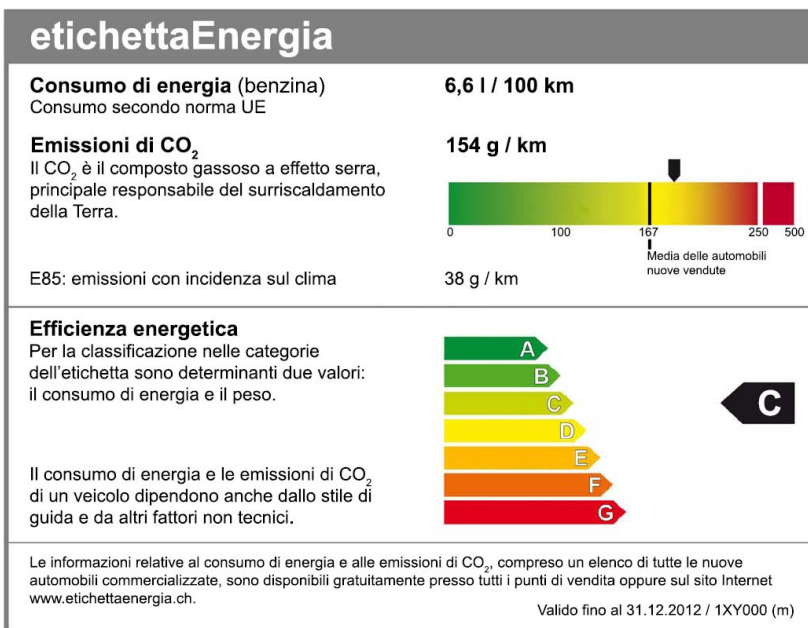 etichettaEnergia
Consumo di energia (benzina) 6,6 l / 100 km
Consumo secondo norma UE
Emissioni di CO2 154 g / km
Il CO2 è il composto gassoso a effetto serra,
principale responsabile del surriscaldamento
della Terra.
0 100 167 250 500
Media delle automobili
nuove vendute
E85: emissioni con incidenza sul clima 38 g / km
Efficienza energetica
Per la classificazione nelle categorie
dell'etichetta sono determinanti due valori:
il consumo di energia e il peso.
A
B
C
D
E
F
G
C
Il consumo di energia e le emissioni di CO2
di un veicolo dipendono anche dallo stile di
guida e da altri fattori non tecnici.
Le informazioni relative al consumo di energia e alle emissioni di CO2, compreso un elenco di tutte le nuove
automobili commercializzate, sono disponibili gratuitamente presso tutti i punti di vendita oppure sul sito Internet
www.etichettaenergia.ch.
Valido fino al 31.12.2012 / 1XY000 (m)